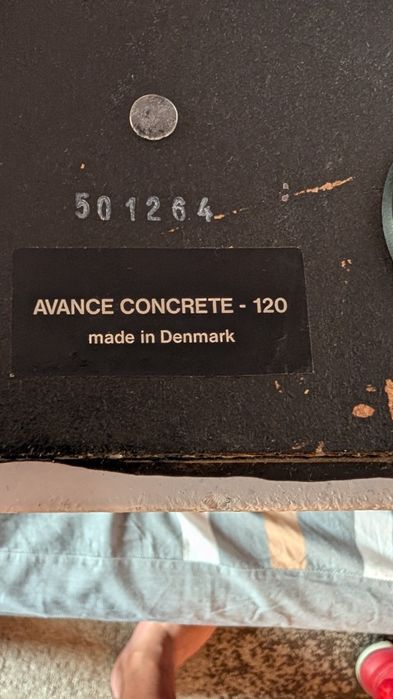 501264
AVANCE CONCRETE - 120
made in Denmark